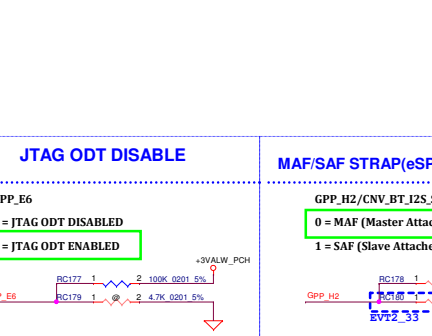 JTAG ODT DISABLE
MAF/SAF STRAP(eSP
PP_E6
= JTAG ODT DISABLED
= JTAG ODT ENABLED
+3VALW_PCH
RC177 1 2 100K_0201_5%
P_E6 RC179 1 @ 2 4.7K_0201_5%
GPP_H2/CNV_BT_I2S_S
0 = MAF (Master Attac
1 = SAF (Slave Attache
RC178 1
GPP_H2 RC180 1
EVT2_33